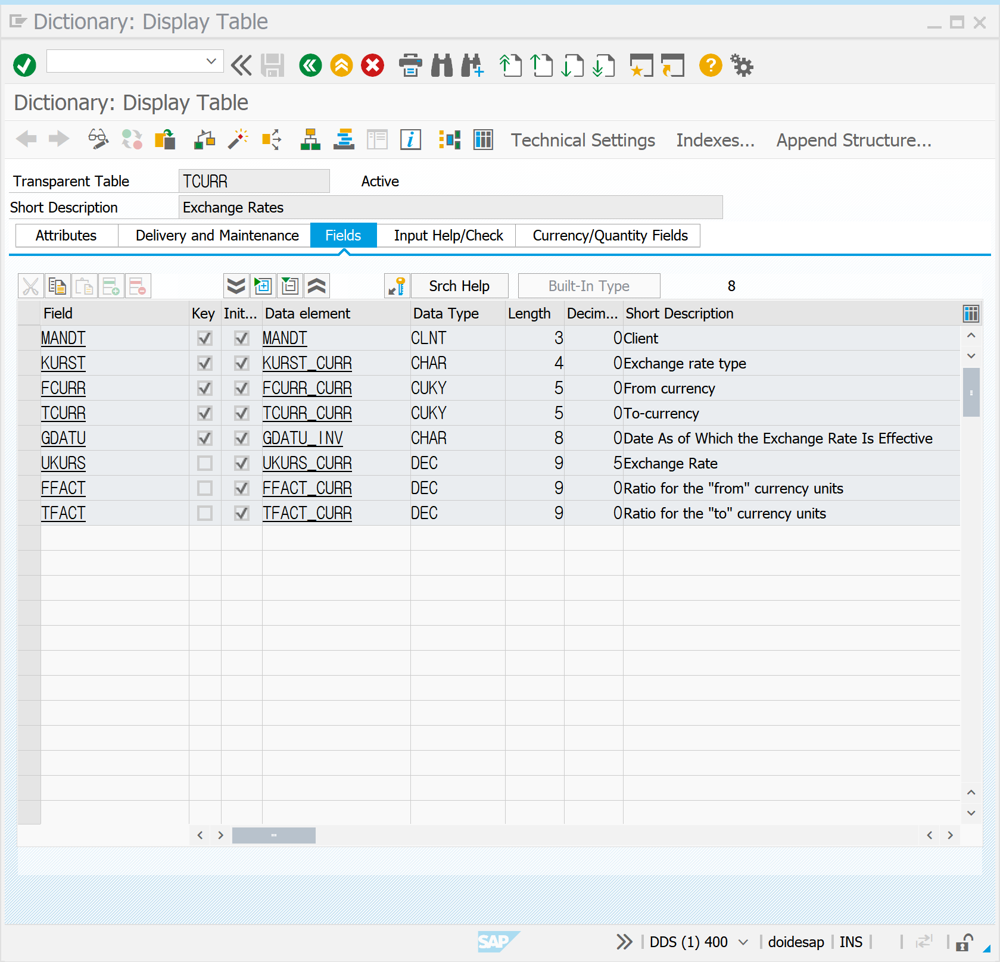 Dictionary: Display Table
Dictionary: Display Table
Technical Settings Indexes... Append Structure...
Transparent Table TCURR Active
Short Description Exchange Rates
Attributes Delivery and Maintenance Fields Input Help/Check Currency/Quantity Fields
Srch Help Built-In Type 8
Field Key Init... Data element Data Type Length Decim... Short Description
MANDT MANDT CLNT 3 0 Client
KURST KURST_CURR CHAR 4 0 Exchange rate type
FCURR FCURR_CURR CUKY 5 0 From currency
TCURR TCURR_CURR CUKY 5 0 To-currency
GDATU GDATU_INV CHAR 8 0 Date As of Which the Exchange Rate Is Effective
UKURS UKURS_CURR DEC 9 5 Exchange Rate
FFACT FFACT_CURR DEC 9 0 Ratio for the "from" currency units
TFACT TFACT_CURR DEC 9 0 Ratio for the "to" currency units
SAP DDS (1) 400 doidesap INS